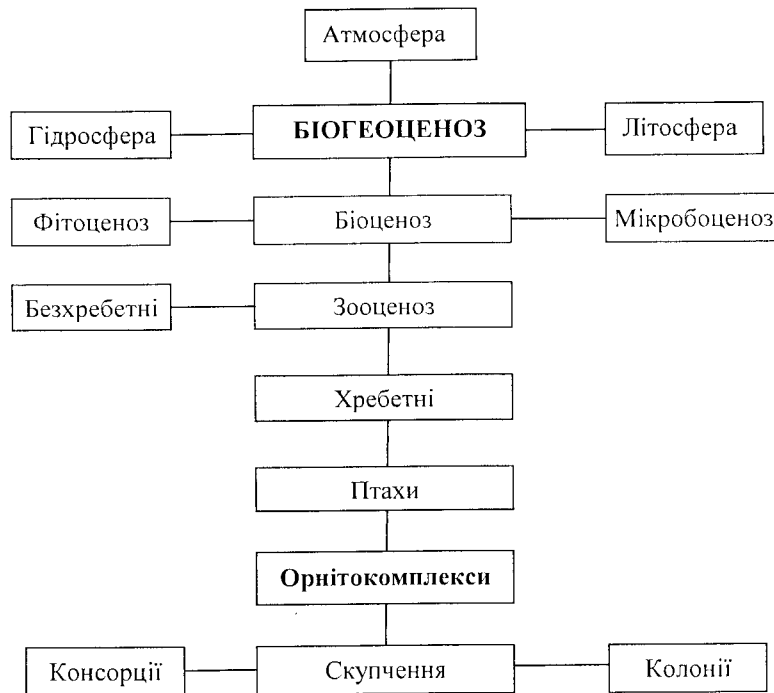 Атмосфера
Гідросфера
БІОГЕОЦЕНОЗ
Літосфера
Фітоценоз
Біоценоз
Мікробоценоз
Безхребетні
Зооценоз
Хребетні
Птахи
Орнітокомплекси
Консорції
Скупчення
Колонії